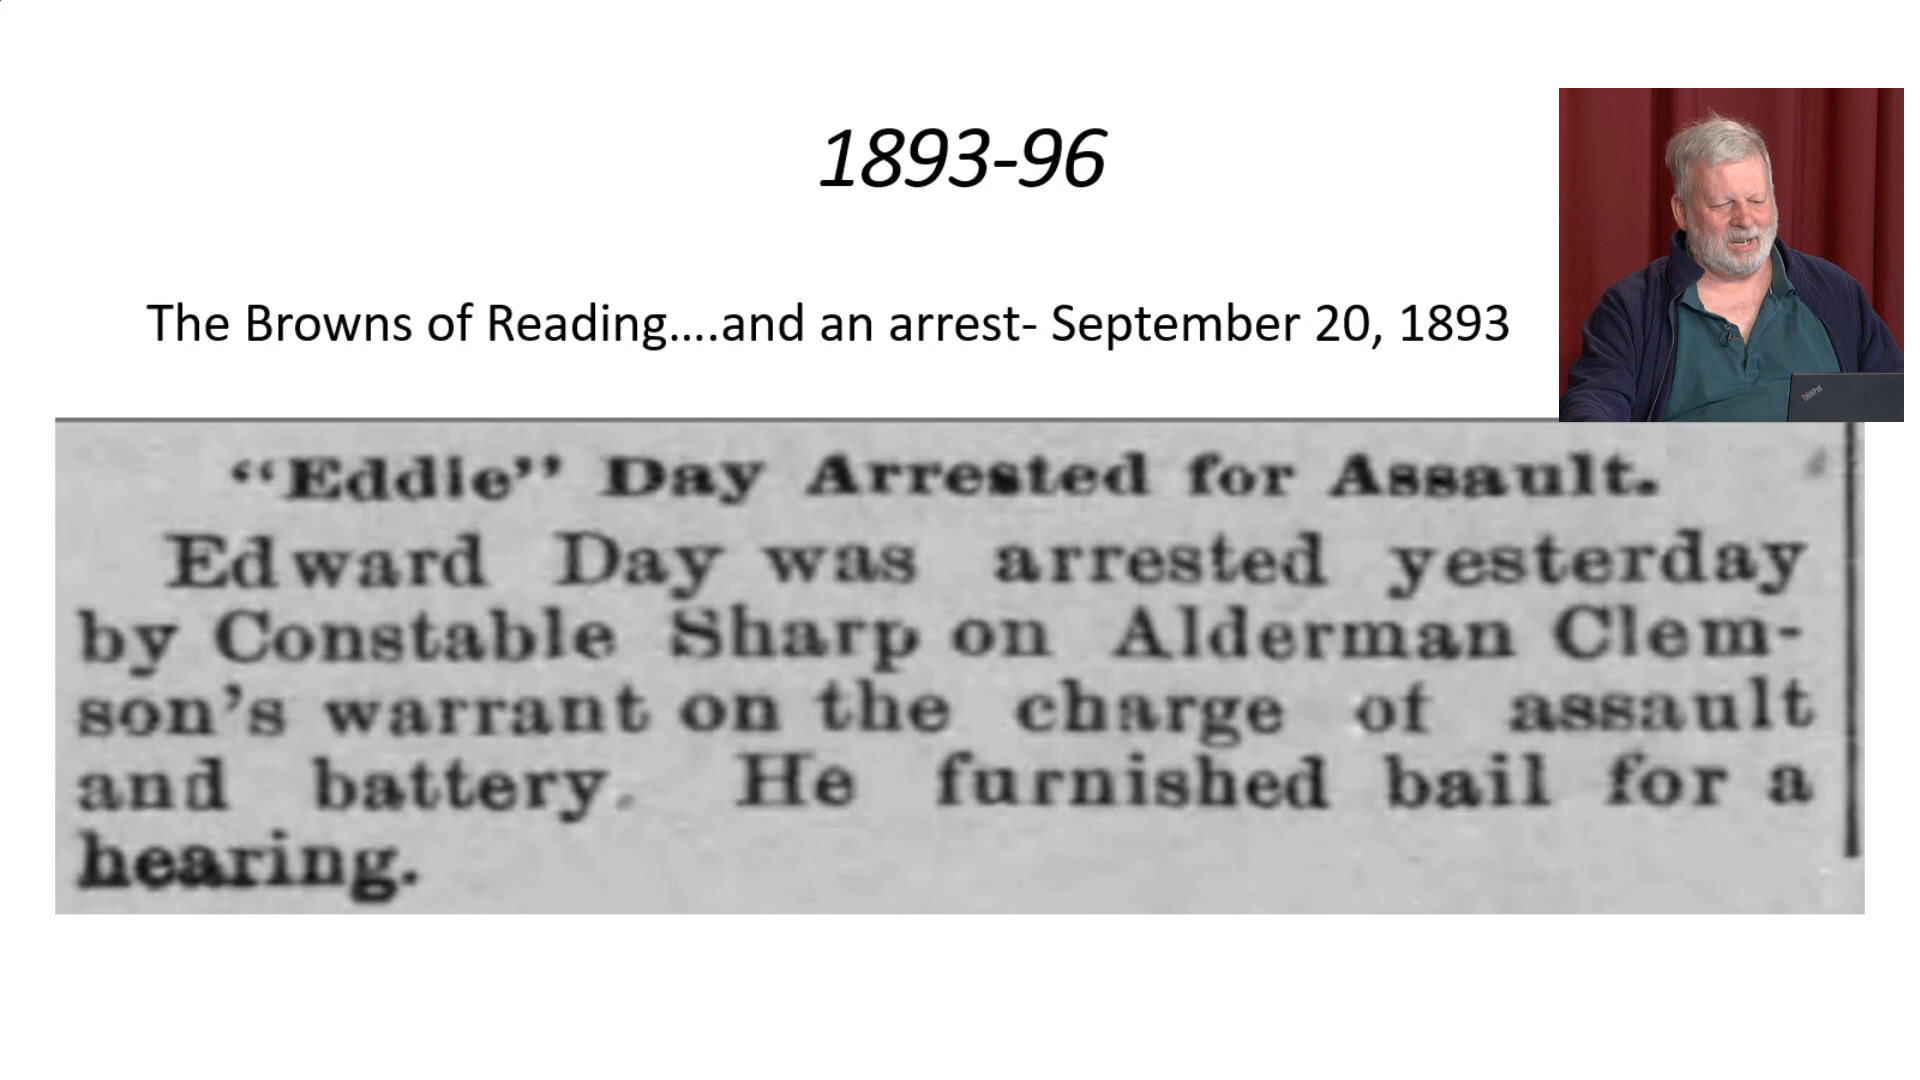 1893-96
The Browns of Reading....and an arrest- September 20, 1893
ThinkPad
“Eddie” Day Arrested for Assault.
Edward Day was arrested yesterday
by Constable Sharp on Alderman Clem-
son’s warrant on the charge of assault
and battery. He furnished bail for a
hearing.